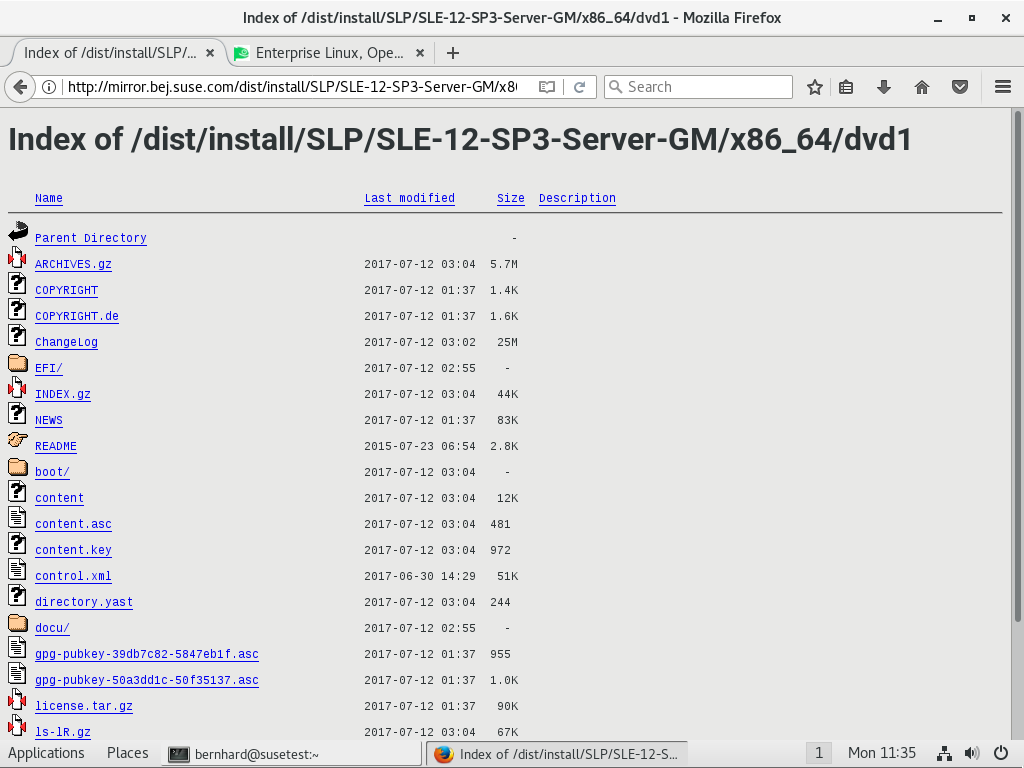 Index of /dist/install/SLP/SLE-12-SP3-Server-GM/x86_64/dvd1 - Mozilla Firefox
Index of /dist/install/SLP/... Enterprise Linux, Ope...
http://mirror.bej.suse.com/dist/install/SLP/SLE-12-SP3-Server-GM/x8 Search
Index of /dist/install/SLP/SLE-12-SP3-Server-GM/x86_64/dvd1
Name Last modified Size Description
Parent Directory -
ARCHIVES.gz 2017-07-12 03:04 5.7M
COPYRIGHT 2017-07-12 01:37 1.4K
COPYRIGHT.de 2017-07-12 01:37 1.6K
ChangeLog 2017-07-12 03:02 25M
EFI/ 2017-07-12 02:55 -
INDEX.gz 2017-07-12 03:04 44K
NEWS 2017-07-12 01:37 83K
README 2015-07-23 06:54 2.8K
boot/ 2017-07-12 03:04 -
content 2017-07-12 03:04 12K
content.asc 2017-07-12 03:04 481
content.key 2017-07-12 03:04 972
control.xml 2017-06-30 14:29 51K
directory.yast 2017-07-12 03:04 244
docu/ 2017-07-12 02:55 -
gpg-pubkey-39db7c82-5847eb1f.asc 2017-07-12 01:37 955
gpg-pubkey-50a3dd1c-50f35137.asc 2017-07-12 01:37 1.0K
license.tar.gz 2017-07-12 01:37 90K
ls-lR.gz 2017-07-12 03:04 67K
Applications Places bernhard@susetest:~ Index of /dist/install/SLP/SLE-12-S... 1 Mon 11:35